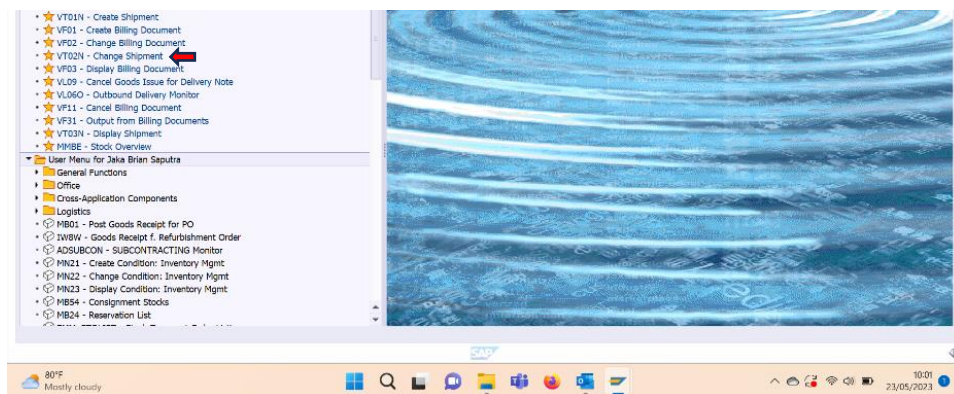 VT01N - Create Shipment
VF01 - Create Billing Document
VF02 - Change Billing Document
VT02N - Change Shipment
VF03 - Display Billing Document
VL09 - Cancel Goods Issue for Delivery Note
VL06O - Outbound Delivery Monitor
VF11 - Cancel Billing Document
VF31 - Output from Billing Documents
VT03N - Display Shipment
MMBE - Stock Overview
User Menu for Jaka Brian Saputra
General Functions
Office
Cross-Application Components
Logistics
MB01 - Post Goods Receipt for PO
IW8W - Goods Receipt f. Refurbishment Order
ADSUBCON - SUBCONTRACTING Monitor
MN21 - Create Condition: Inventory Mgmt
MN22 - Change Condition: Inventory Mgmt
MN23 - Display Condition: Inventory Mgmt
MB54 - Consignment Stocks
MB24 - Reservation List
SAP
80°F
Mostly cloudy
10:01
23/05/2023
1